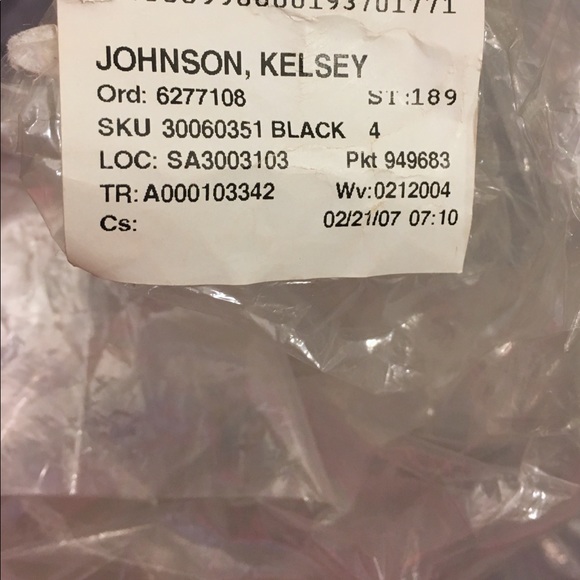 JOHNSON, KELSEY
Ord: 6277108 ST:189
SKU 30060351 BLACK 4
LOC: SA3003103 Pkt 949683
TR: A000103342 Wv:0212004
Cs: 02/21/07 07:10